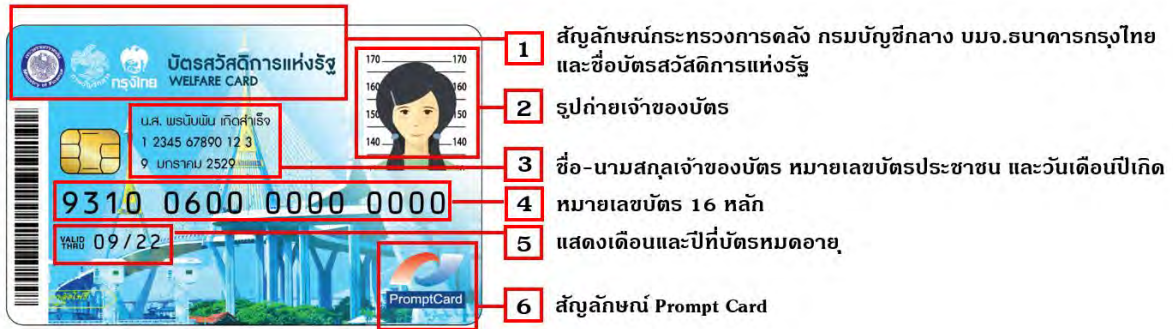 กรุงไทย
บัตรสวัสดิการแห่งรัฐ
WELFARE CARD
170 170
160 160
150 150
140 140
น.ส. พรนับพัน เกิดสำเร็จ
1 2345 67890 12 3
9 มกราคม 2529
9310 0600 0000 0000
VALID THRU 09/22
PromptCard
1 สัญลักษณ์กระทรวงการคลัง กรมบัญชีกลาง บมจ.ธนาคารกรุงไทย
และชื่อบัตรสวัสดิการแห่งรัฐ
2 รูปถ่ายเจ้าของบัตร
3 ชื่อ-นามสกุลเจ้าของบัตร หมายเลขบัตรประชาชน และวันเดือนปีเกิด
4 หมายเลขบัตร 16 หลัก
5 แสดงเดือนและปีที่บัตรหมดอายุ
6 สัญลักษณ์ Prompt Card